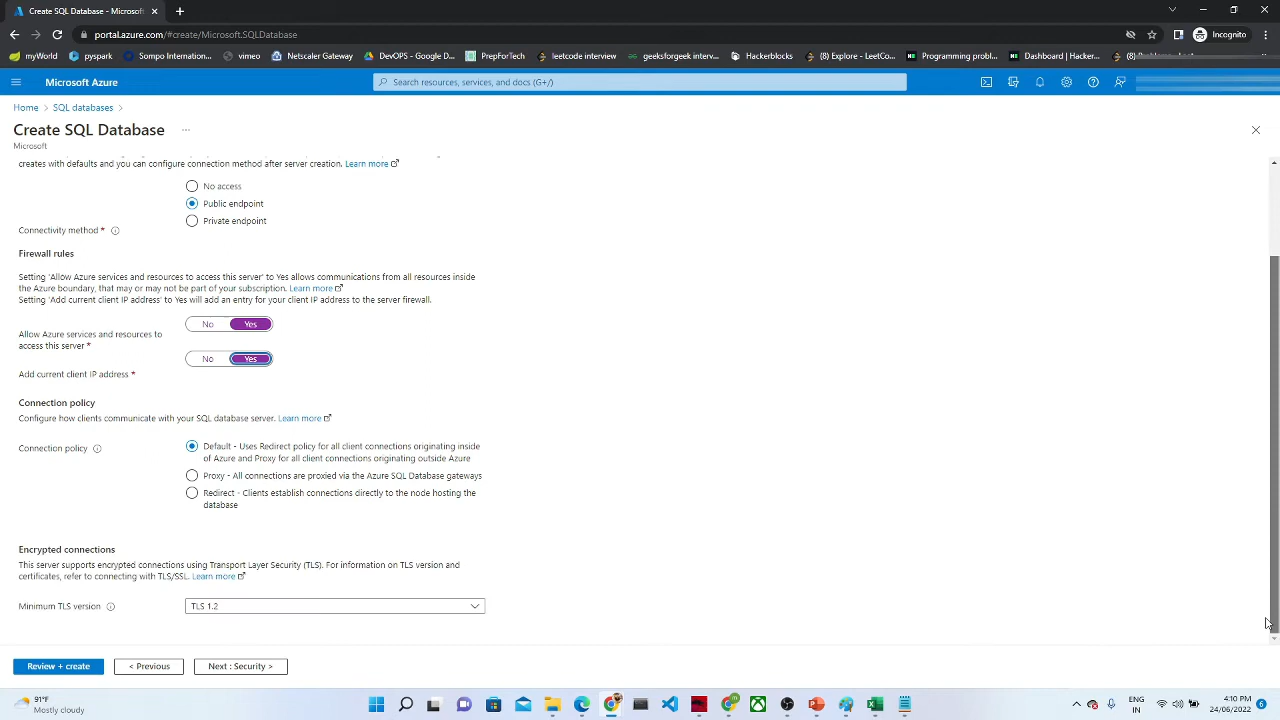 Create SQL Database - Microsoft
portal.azure.com/#create/Microsoft.SQLDatabase
Incognito
myWorld
pyspark
Sompo Internation...
vimeo
Netscaler Gateway
DevOPS - Google D...
PrepForTech
leetcode interview
geeksforgeek interv...
Hackerblocks
(8) Explore - LeetCo...
Programming probl...
Dashboard | Hacker...
Microsoft Azure
Search resources, services, and docs (G+/)
Home > SQL databases >
Create SQL Database ...
Microsoft
creates with defaults and you can configure connection method after server creation. Learn more
No access
Public endpoint
Private endpoint
Connectivity method *
Firewall rules
Setting 'Allow Azure services and resources to access this server' to Yes allows communications from all resources inside
the Azure boundary, that may or may not be part of your subscription. Learn more
Setting 'Add current client IP address' to Yes will add an entry for your client IP address to the server firewall.
No Yes
Allow Azure services and resources to
access this server *
No Yes
Add current client IP address *
Connection policy
Configure how clients communicate with your SQL database server. Learn more
Connection policy
Default - Uses Redirect policy for all client connections originating inside
of Azure and Proxy for all client connections originating outside Azure
Proxy - All connections are proxied via the Azure SQL Database gateways
Redirect - Clients establish connections directly to the node hosting the
database
Encrypted connections
This server supports encrypted connections using Transport Layer Security (TLS). For information on TLS version and
certificates, refer to connecting with TLS/SSL. Learn more
Minimum TLS version
TLS 1.2
Review + create
< Previous
Next : Security >
91°F
Mostly cloudy
ENG
IN
4:10 PM
24/06/2022
6